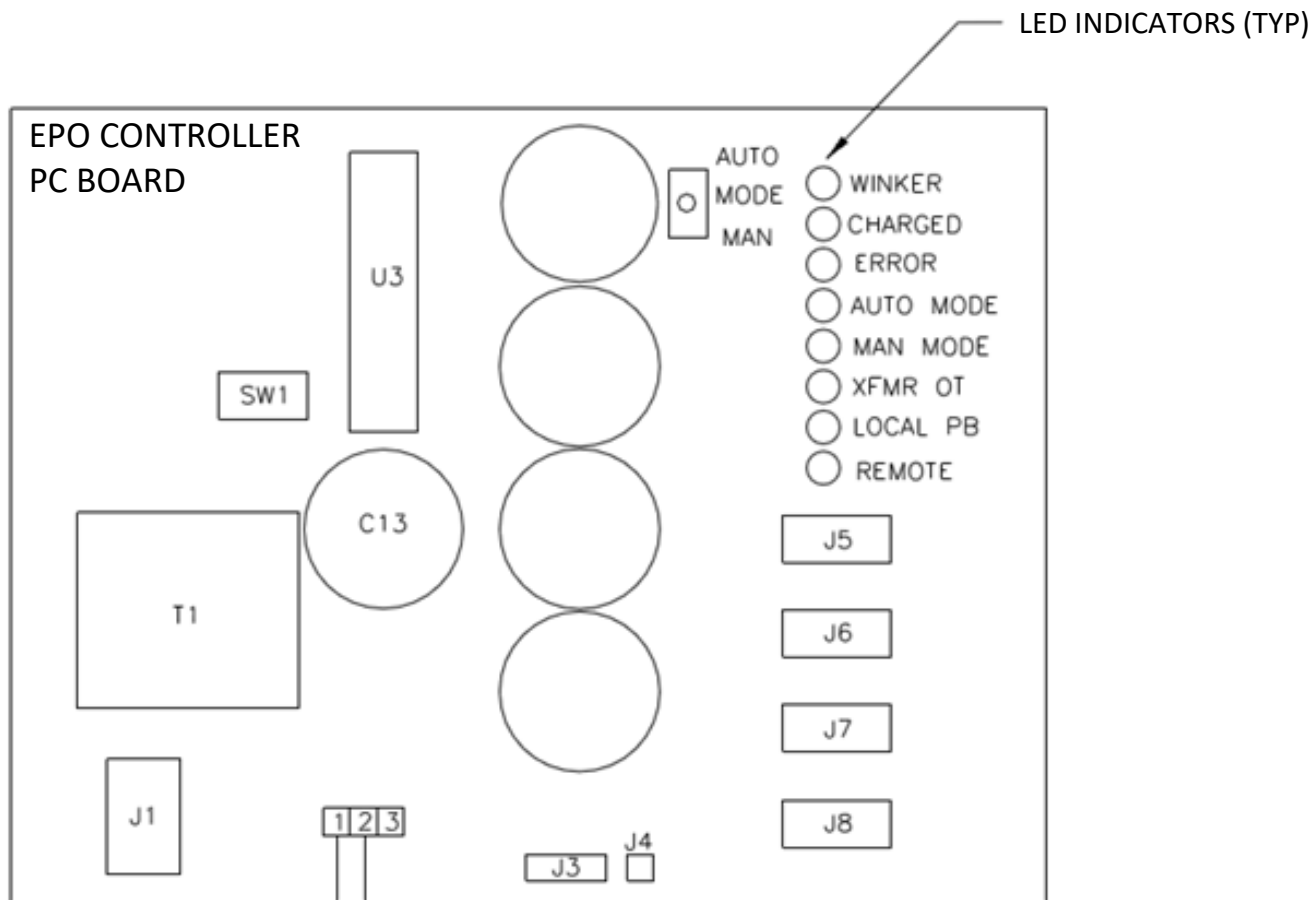 LED INDICATORS (TYP)
EPO CONTROLLER
PC BOARD
AUTO
MODE
MAN
WINKER
CHARGED
ERROR
AUTO MODE
MAN MODE
XFMR OT
LOCAL PB
REMOTE
U3
SW1
C13
T1
J5
J6
J7
J8
J1
1 2 3
J3
J4